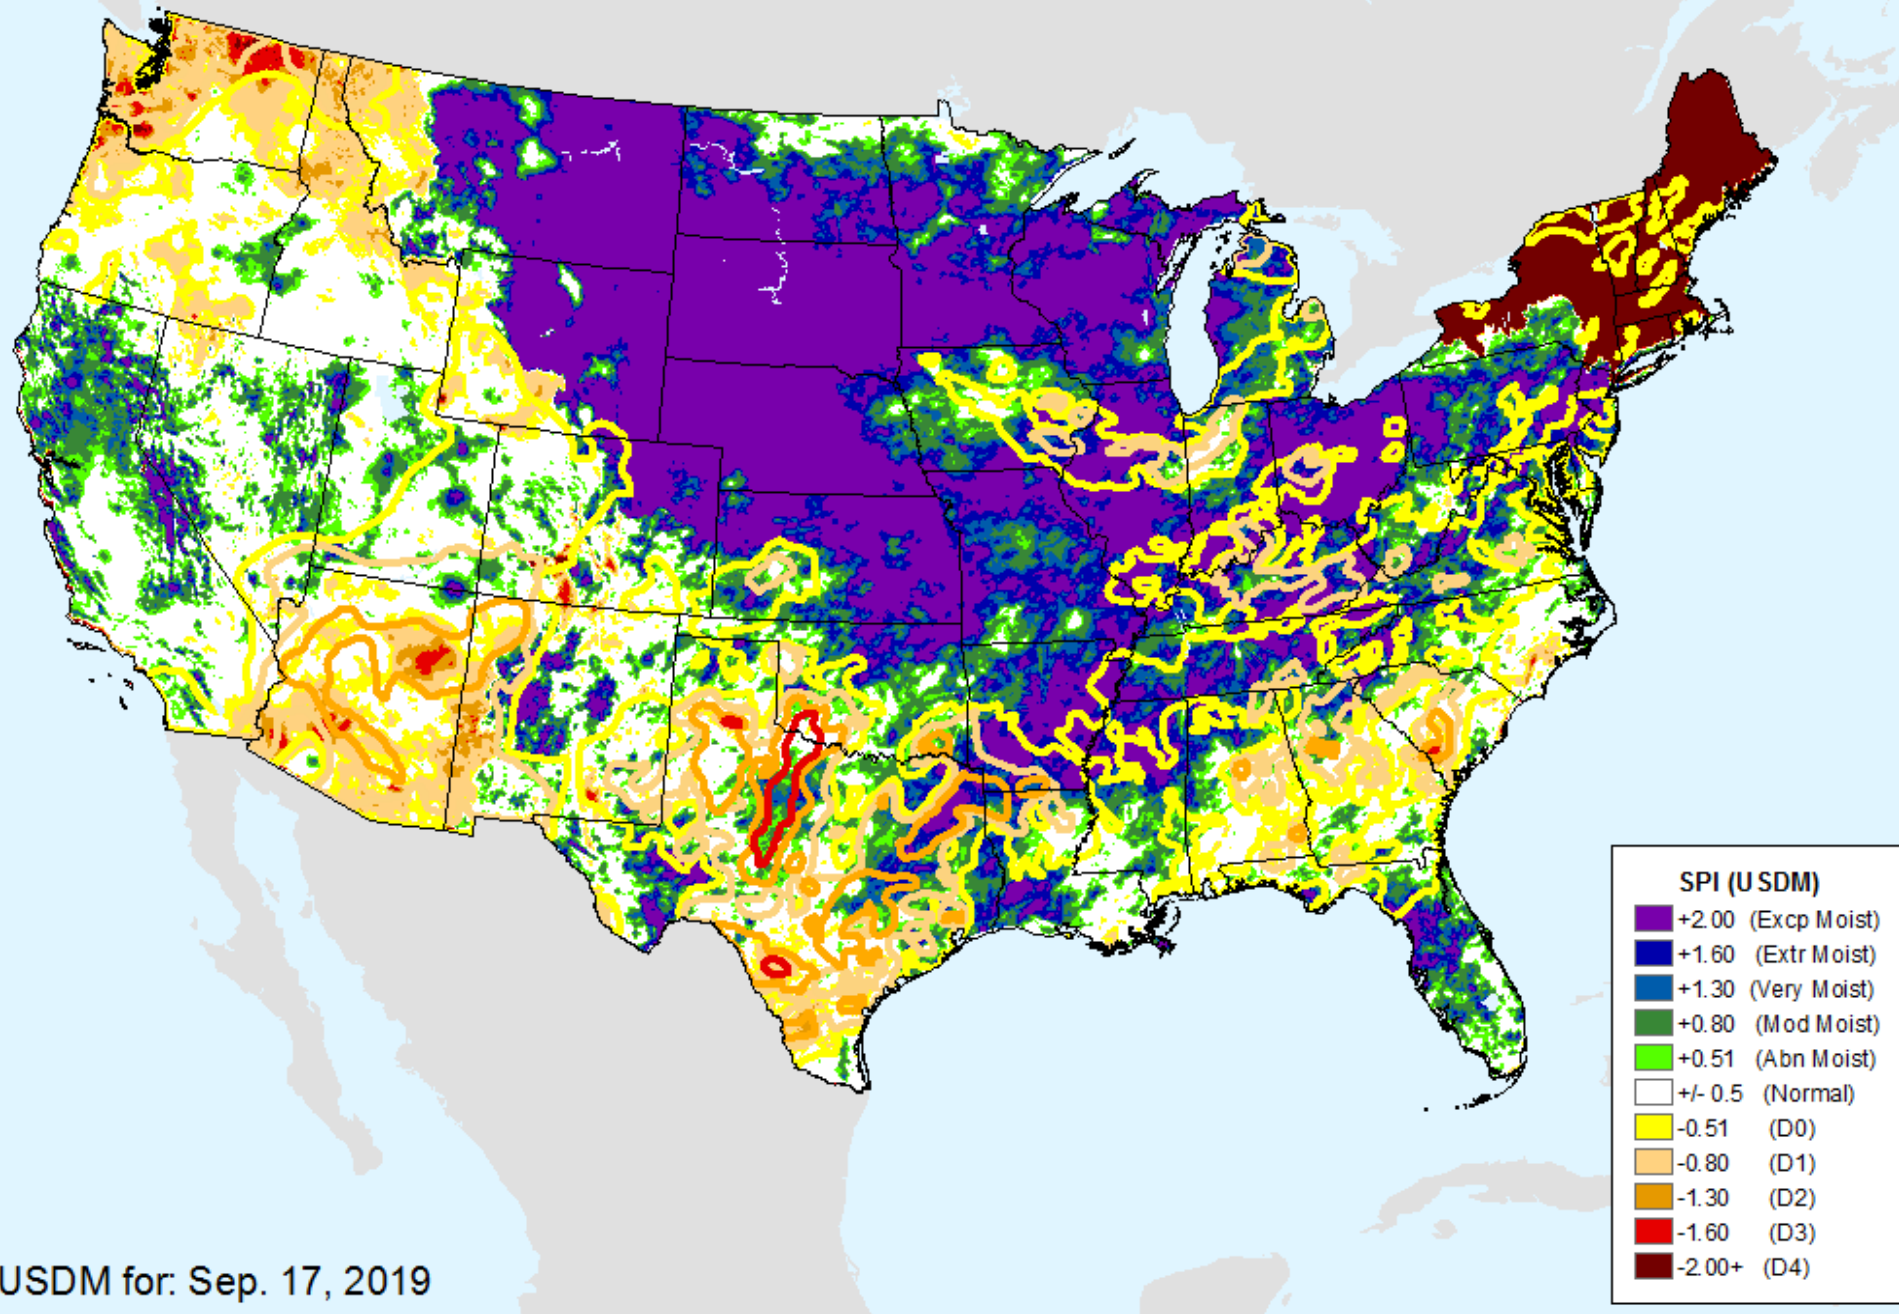 SPI (USDM)
+2.00 (Excp Moist)
+1.60 (Extr Moist)
+1.30 (Very Moist)
+0.80 (Mod Moist)
+0.51 (Abn Moist)
+/- 0.5 (Normal)
-0.51 (D0)
-0.80 (D1)
-1.30 (D2)
-1.60 (D3)
-2.00+ (D4)
USDM for: Sep. 17, 2019